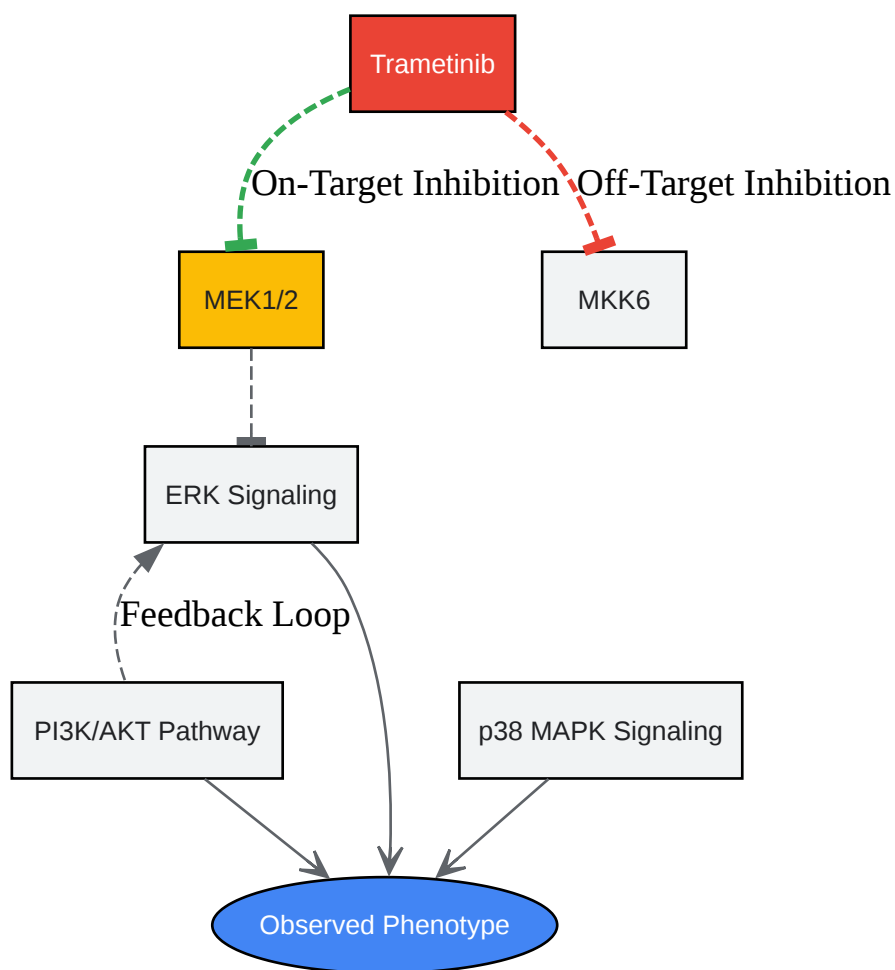 Trametinib
On-Target Inhibition
Off-Target Inhibition
MEK1/2
MKK6
ERK Signaling
Feedback Loop
PI3K/AKT Pathway
p38 MAPK Signaling
Observed Phenotype